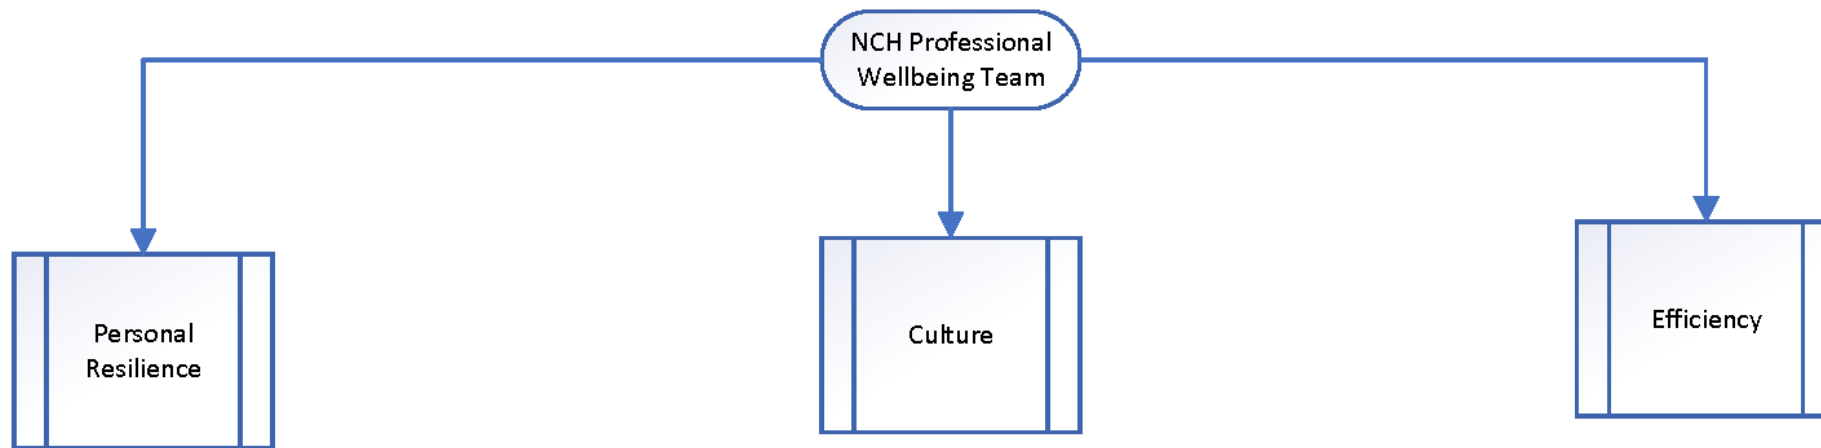 NCH Professional
Wellbeing Team
Personal
Resilience
Culture
Efficiency